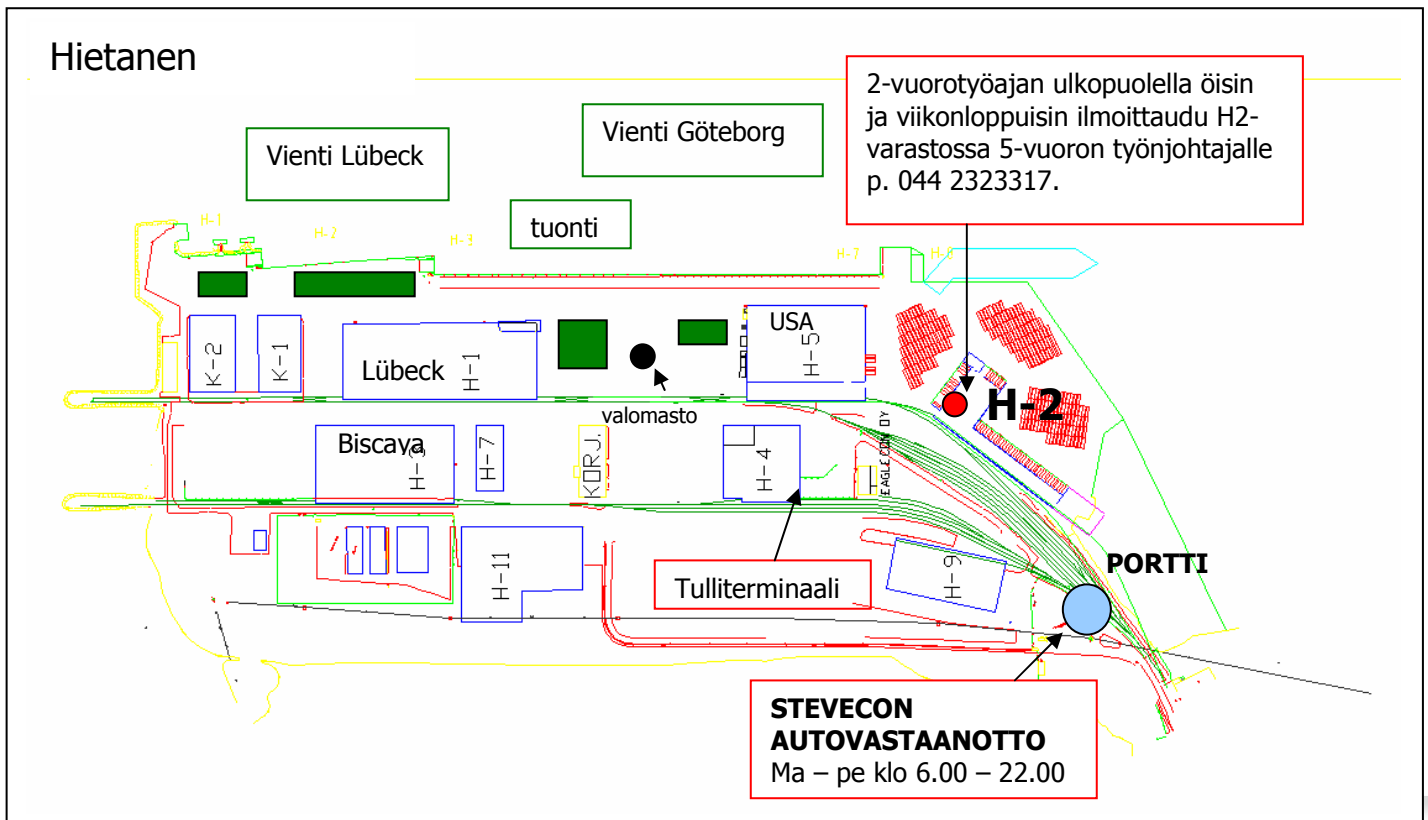 Hietanen
2-vuorotyöajan ulkopuolella öisin
ja viikonloppuisin ilmoittaudu H2-
varastossa 5-vuoron työnjohtajalle
p. 044 2323317.
Vienti Göteborg
Vienti Lübeck
tuonti
H-1
H-2
H-3
H-7
H-6
K-2
K-1
Lübeck
H-1
USA
H-5
H-2
valomasto
Biscaya
H-3
H-7
KORJ.
H-4
EAGLECON OY
H-11
Tulliterminaali
H-9
PORTTI
STEVECON
AUTOVASTAANOTTO
Ma – pe klo 6.00 – 22.00